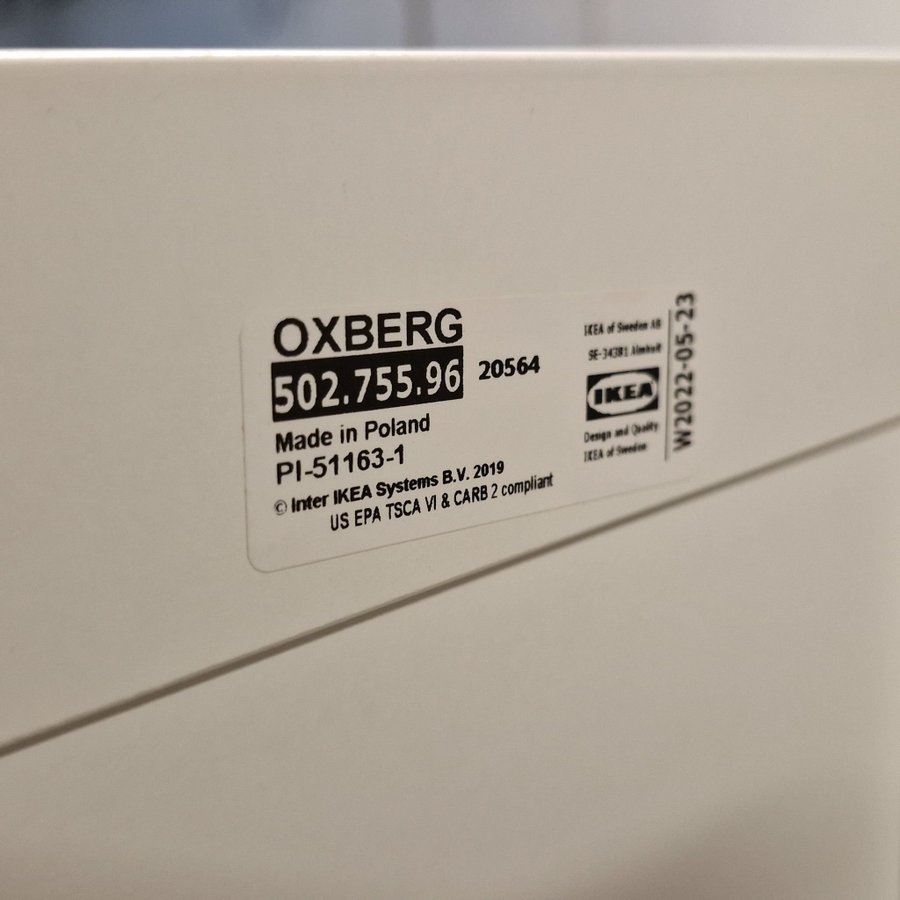 OXBERG
502.755.96 20564
Made in Poland
PI-51163-1
© Inter IKEA Systems B.V. 2019
US EPA TSCA VI & CARB 2 compliant
IKEA of Sweden AB
SE-34381 Älmhult
IKEA
Design and Quality
IKEA of Sweden
W2022-05-23